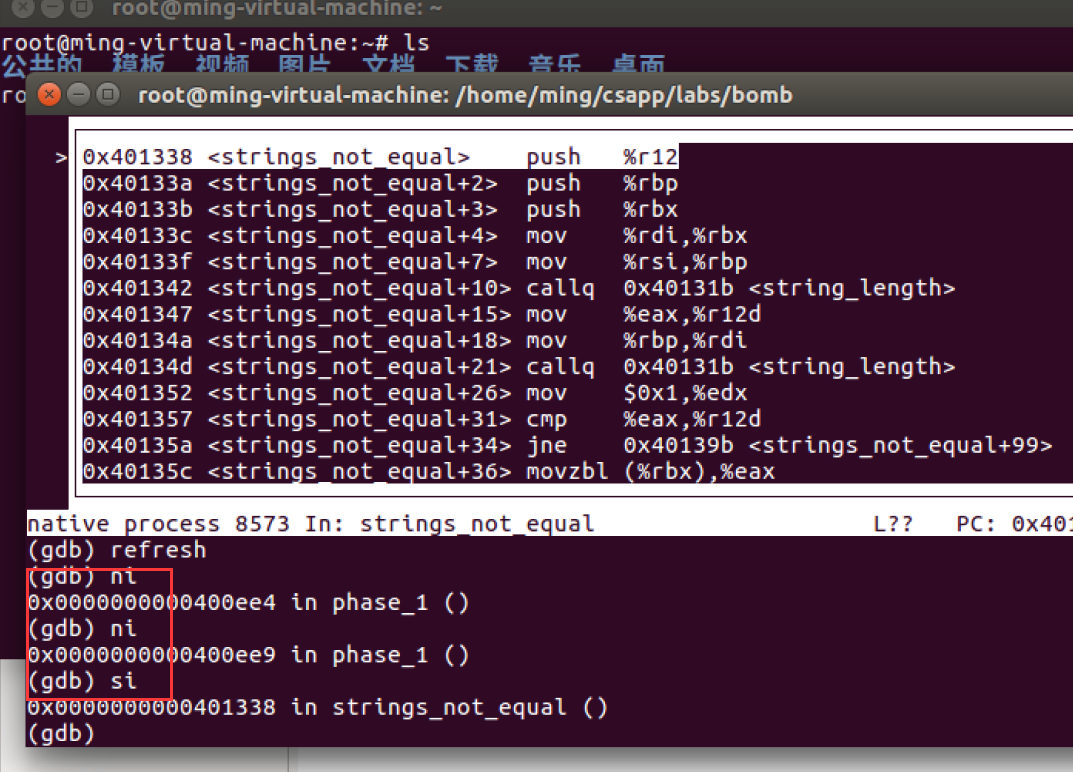 root@ming-virtual-machine: ~
root@ming-virtual-machine:~# ls
公共的 模板 视频 图片 文档 下载 音乐 桌面
ro
root@ming-virtual-machine: /home/ming/csapp/labs/bomb
> 0x401338 <strings_not_equal> push %r12
0x40133a <strings_not_equal+2> push %rbp
0x40133b <strings_not_equal+3> push %rbx
0x40133c <strings_not_equal+4> mov %rdi,%rbx
0x40133f <strings_not_equal+7> mov %rsi,%rbp
0x401342 <strings_not_equal+10> callq 0x40131b <string_length>
0x401347 <strings_not_equal+15> mov %eax,%r12d
0x40134a <strings_not_equal+18> mov %rbp,%rdi
0x40134d <strings_not_equal+21> callq 0x40131b <string_length>
0x401352 <strings_not_equal+26> mov $0x1,%edx
0x401357 <strings_not_equal+31> cmp %eax,%r12d
0x40135a <strings_not_equal+34> jne 0x40139b <strings_not_equal+99>
0x40135c <strings_not_equal+36> movzbl (%rbx),%eax
native process 8573 In: strings_not_equal L?? PC: 0x401
(gdb) refresh
(gdb) ni
0x0000000000400ee4 in phase_1 ()
(gdb) ni
0x0000000000400ee9 in phase_1 ()
(gdb) si
0x0000000000401338 in strings_not_equal ()
(gdb)